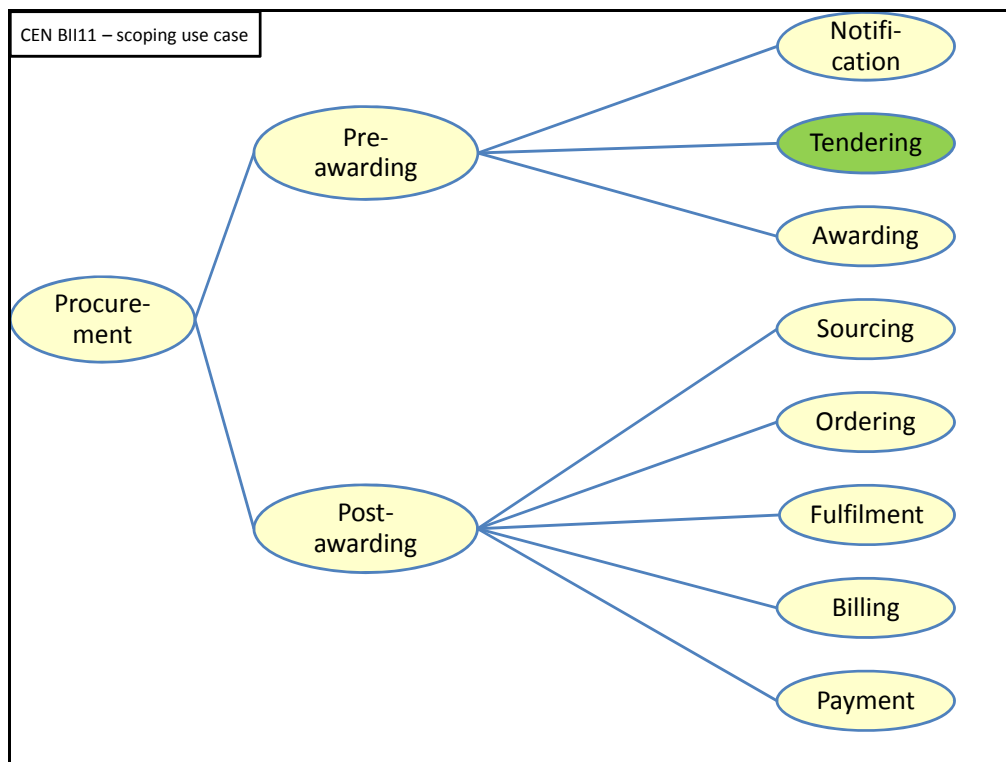 CEN BII11 – scoping use case
Notifi-
cation
Pre-
awarding
Tendering
Awarding
Procure-
ment
Sourcing
Ordering
Post-
awarding
Fulfilment
Billing
Payment